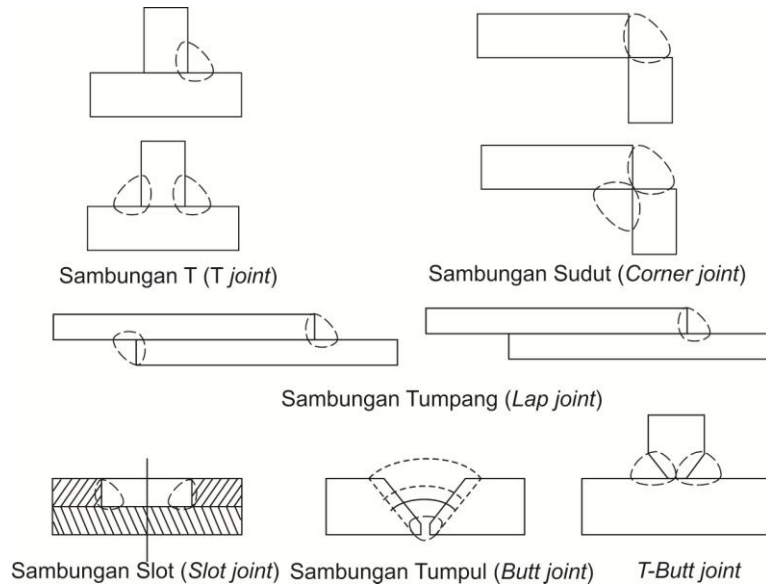 Sambungan T (T joint)
Sambungan Sudut (Corner joint)
Sambungan Tumpang (Lap joint)
Sambungan Slot (Slot joint)
Sambungan Tumpul (Butt joint)
T-Butt joint